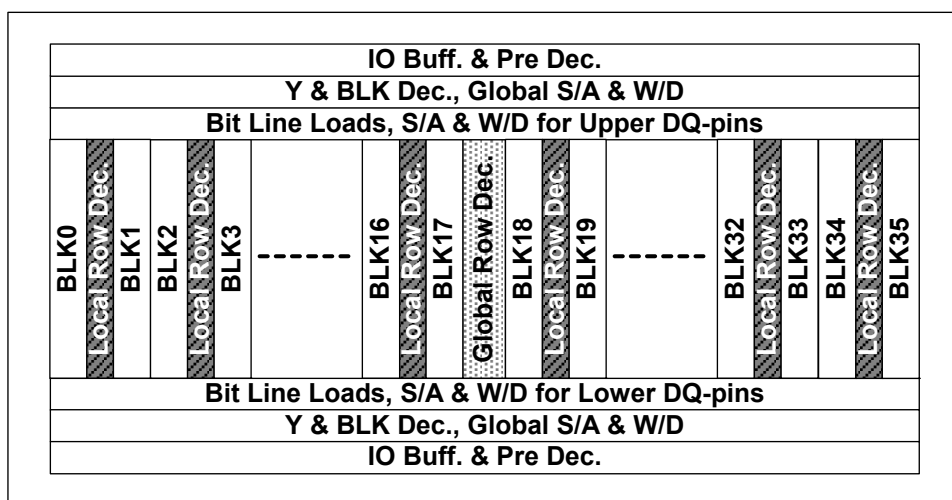 IO Buff. & Pre Dec.
Y & BLK Dec., Global S/A & W/D
Bit Line Loads, S/A & W/D for Upper DQ-pins
BLK0
Local Row Dec.
BLK1
BLK2
Local Row Dec.
BLK3
BLK16
Local Row Dec.
BLK17
Global Row Dec.
BLK18
Local Row Dec.
BLK19
BLK32
Local Row Dec.
BLK33
BLK34
Local Row Dec.
BLK35
Bit Line Loads, S/A & W/D for Lower DQ-pins
Y & BLK Dec., Global S/A & W/D
IO Buff. & Pre Dec.